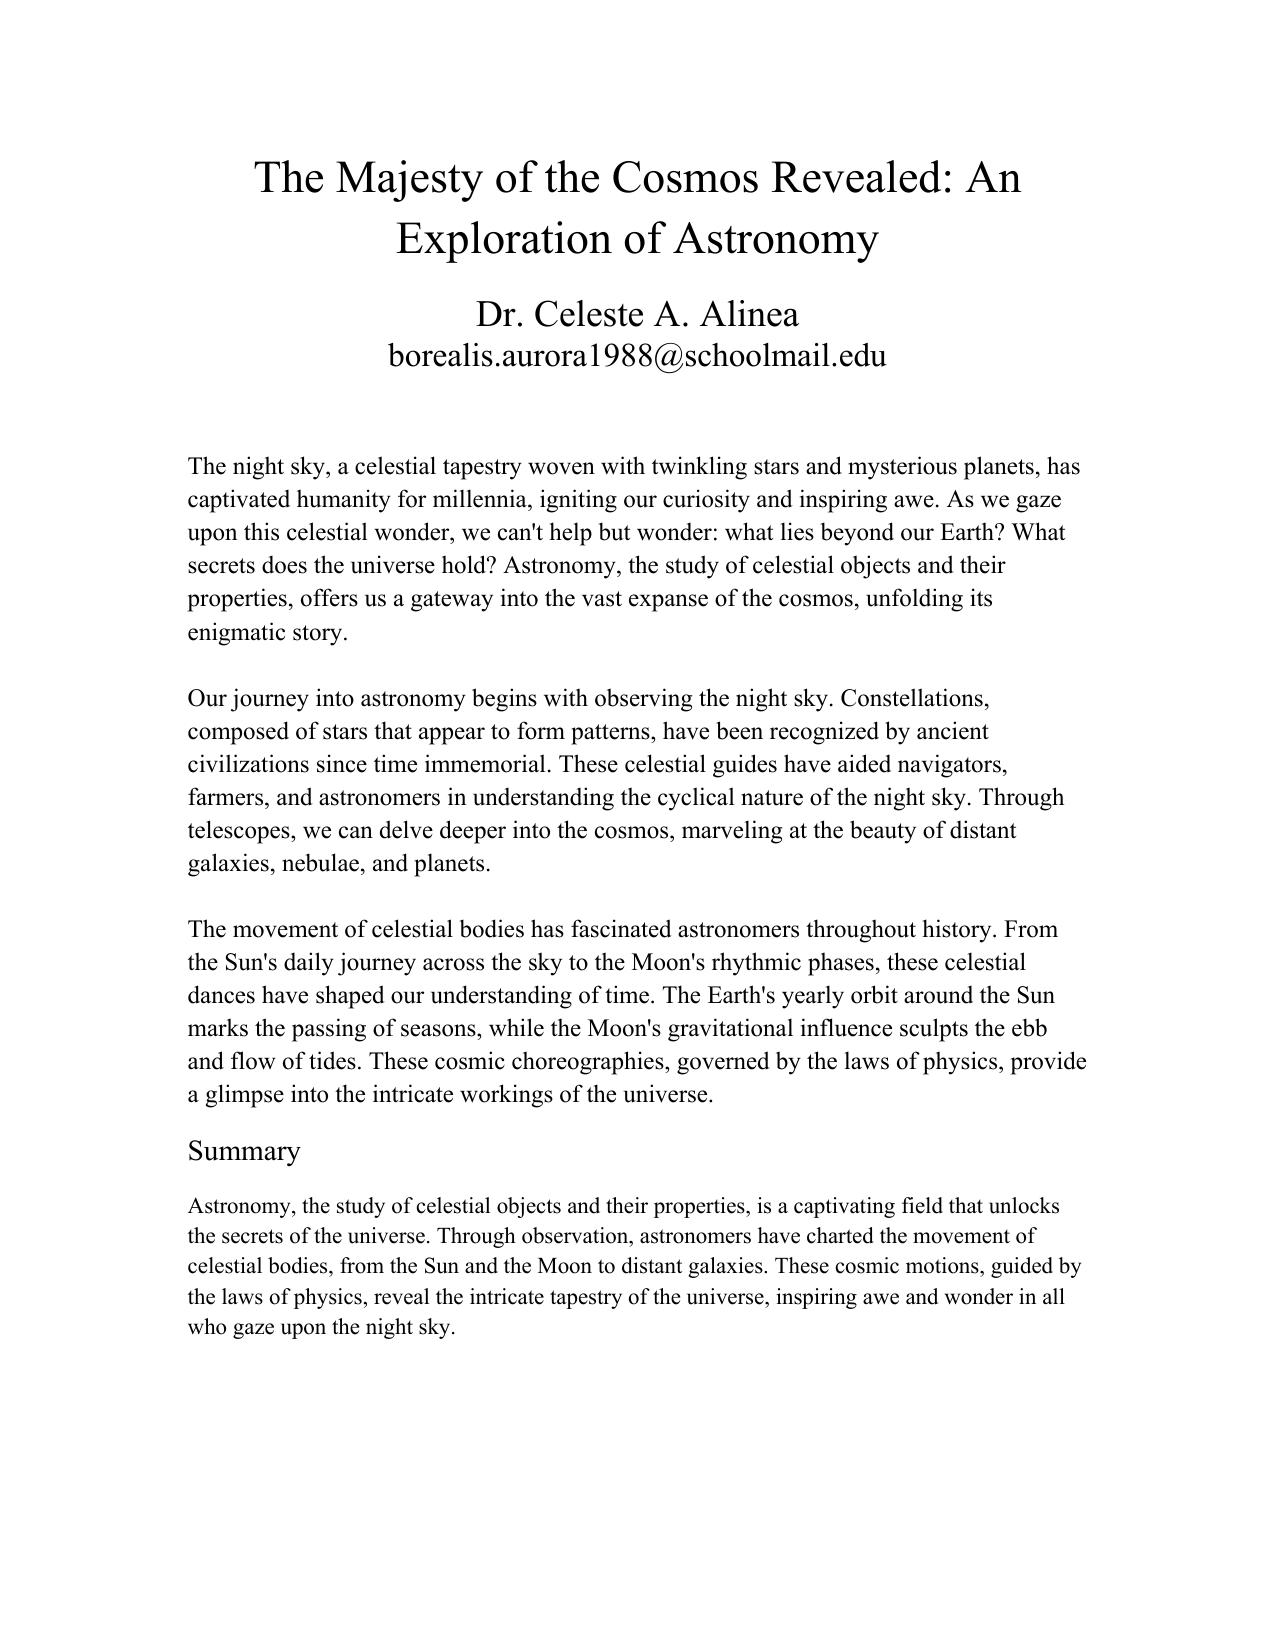 The Majesty of the Cosmos Revealed: An
Exploration of Astronomy
Dr. Celeste A. Alinea
borealis.aurora1988@schoolmail.edu
The night sky, a celestial tapestry woven with twinkling stars and mysterious planets, has
captivated humanity for millennia, igniting our curiosity and inspiring awe. As we gaze
upon this celestial wonder, we can't help but wonder: what lies beyond our Earth? What
secrets does the universe hold? Astronomy, the study of celestial objects and their
properties, offers us a gateway into the vast expanse of the cosmos, unfolding its
enigmatic story.
Our journey into astronomy begins with observing the night sky. Constellations,
composed of stars that appear to form patterns, have been recognized by ancient
civilizations since time immemorial. These celestial guides have aided navigators,
farmers, and astronomers in understanding the cyclical nature of the night sky. Through
telescopes, we can delve deeper into the cosmos, marveling at the beauty of distant
galaxies, nebulae, and planets.
The movement of celestial bodies has fascinated astronomers throughout history. From
the Sun's daily journey across the sky to the Moon's rhythmic phases, these celestial
dances have shaped our understanding of time. The Earth's yearly orbit around the Sun
marks the passing of seasons, while the Moon's gravitational influence sculpts the ebb
and flow of tides. These cosmic choreographies, governed by the laws of physics, provide
a glimpse into the intricate workings of the universe.
Summary
Astronomy, the study of celestial objects and their properties, is a captivating field that unlocks
the secrets of the universe. Through observation, astronomers have charted the movement of
celestial bodies, from the Sun and the Moon to distant galaxies. These cosmic motions, guided by
the laws of physics, reveal the intricate tapestry of the universe, inspiring awe and wonder in all
who gaze upon the night sky.